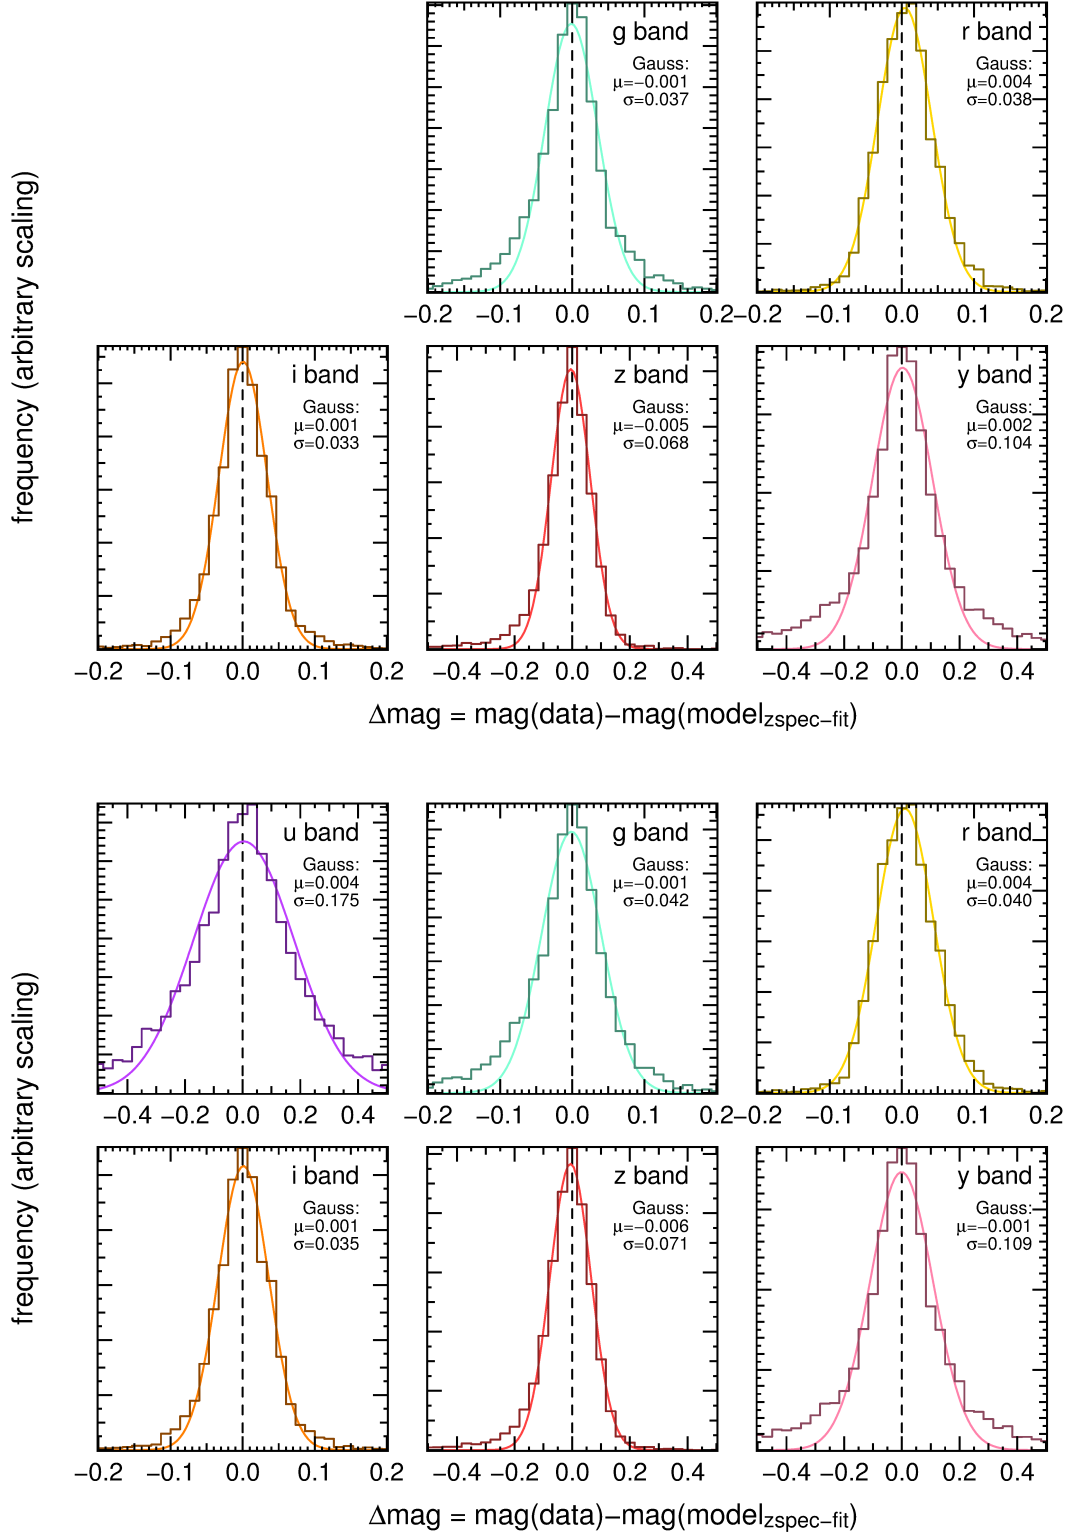 g band
Gauss:
μ=−0.001
σ=0.037
r band
Gauss:
μ=0.004
σ=0.038
−0.2 −0.1 0.0 0.1 0.2
−0.2 −0.1 0.0 0.1 0.2
frequency (arbitrary scaling)
i band
Gauss:
μ=0.001
σ=0.033
z band
Gauss:
μ=−0.005
σ=0.068
y band
Gauss:
μ=0.002
σ=0.104
−0.2 −0.1 0.0 0.1 0.2
−0.4 −0.2 0.0 0.2 0.4
−0.4 −0.2 0.0 0.2 0.4
Δmag = mag(data)−mag(model_zspec−fit)
u band
Gauss:
μ=0.004
σ=0.175
g band
Gauss:
μ=−0.001
σ=0.042
r band
Gauss:
μ=0.004
σ=0.040
−0.4 −0.2 0.0 0.2 0.4
−0.2 −0.1 0.0 0.1 0.2
−0.2 −0.1 0.0 0.1 0.2
frequency (arbitrary scaling)
i band
Gauss:
μ=0.001
σ=0.035
z band
Gauss:
μ=−0.006
σ=0.071
y band
Gauss:
μ=−0.001
σ=0.109
−0.2 −0.1 0.0 0.1 0.2
−0.4 −0.2 0.0 0.2 0.4
−0.4 −0.2 0.0 0.2 0.4
Δmag = mag(data)−mag(model_zspec−fit)